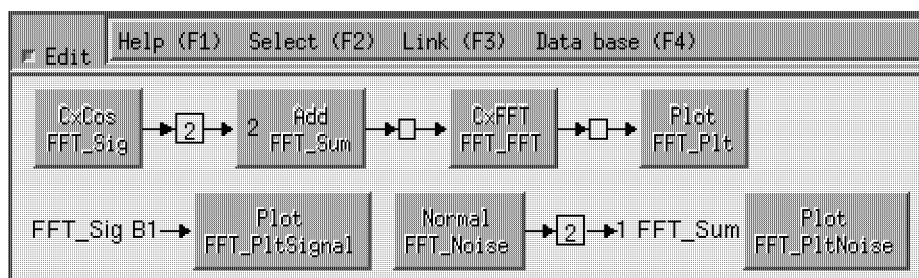 Edit Help (F1) Select (F2) Link (F3) Data base (F4)
CxCos Add CxFFT Plot
FFT_Sig 2 2 FFT_Sum FFT_FFT FFT_Plt
Plot Normal Plot
FFT_Sig B1 FFT_PltSignal FFT_Noise 2 1 FFT_Sum FFT_PltNoise